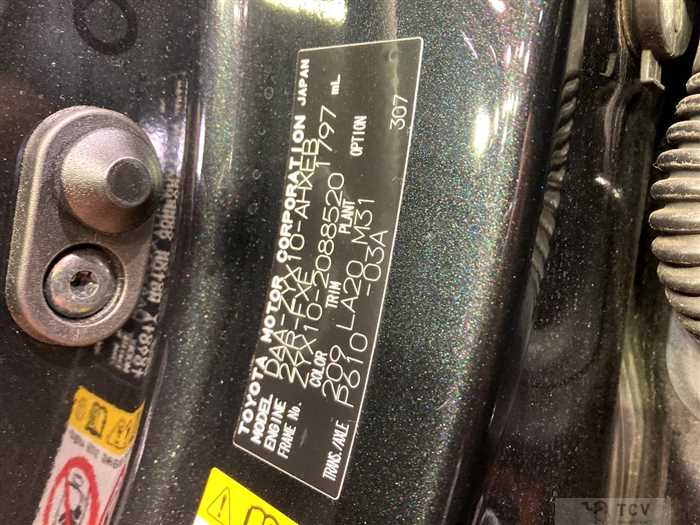 TOYOTA MOTOR CORPORATION JAPAN
MODEL DAA-ZYX10-AHXEB
ENGINE 2ZR-FXE 1797 mL
FRAME No. ZYX10-2088520
COLOR TRIM PLANT OPTION
209 LA20 M31 307
TRANS./AXLE P610 -03A
TCV